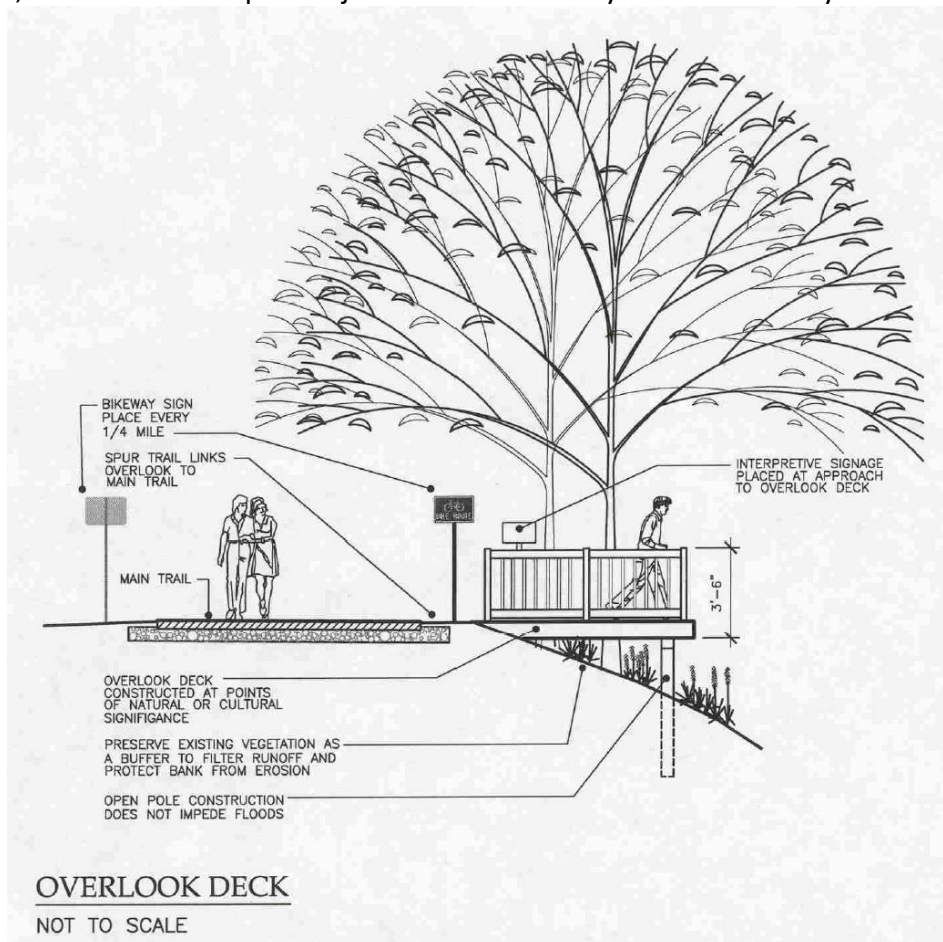 BIKEWAY SIGN
PLACE EVERY
1/4 MILE
SPUR TRAIL LINKS
OVERLOOK TO
MAIN TRAIL
BIKE ROUTE
INTERPRETIVE SIGNAGE
PLACED AT APPROACH
TO OVERLOOK DECK
MAIN TRAIL
3'-6"
OVERLOOK DECK
CONSTRUCTED AT POINTS
OF NATURAL OR CULTURAL
SIGNIFIGANCE
PRESERVE EXISTING VEGETATION AS
A BUFFER TO FILTER RUNOFF AND
PROTECT BANK FROM EROSION
OPEN POLE CONSTRUCTION
DOES NOT IMPEDE FLOODS
OVERLOOK DECK
NOT TO SCALE